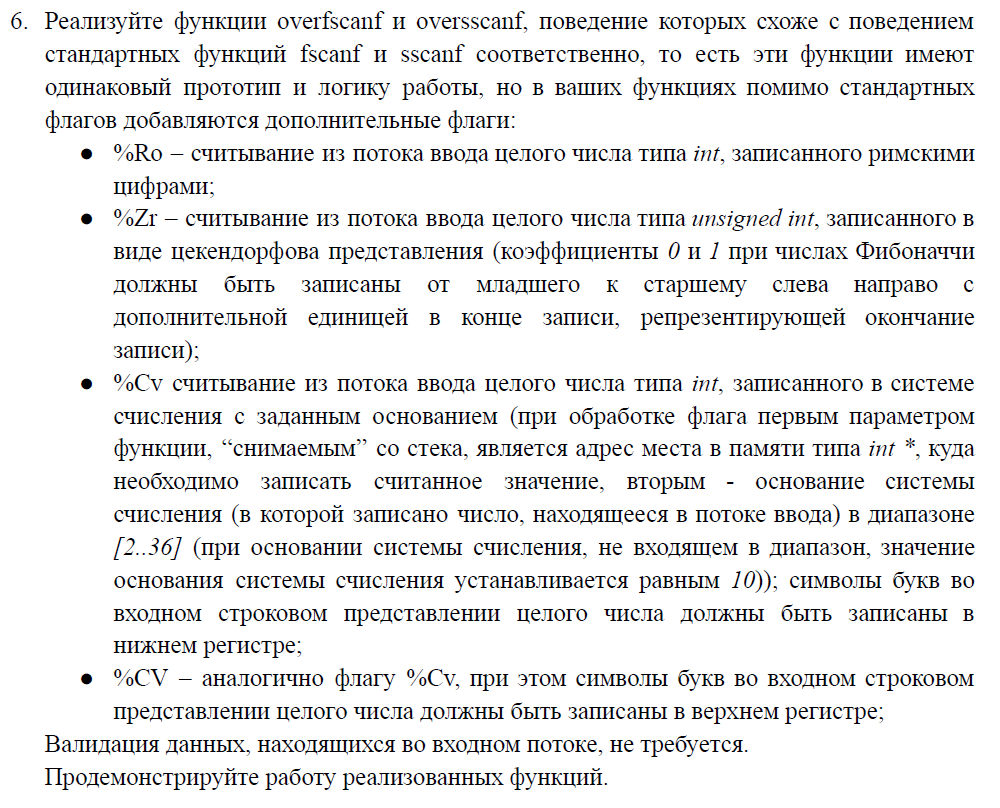 6. Реализуйте функции overfscanf и oversscanf, поведение которых схоже с поведением
стандартных функций fscanf и sscanf соответственно, то есть эти функции имеют
одинаковый прототип и логику работы, но в ваших функциях помимо стандартных
флагов добавляются дополнительные флаги:
● %Ro – считывание из потока ввода целого числа типа int, записанного римскими
цифрами;
● %Zr – считывание из потока ввода целого числа типа unsigned int, записанного в
виде цекендорфова представления (коэффициенты 0 и 1 при числах Фибоначчи
должны быть записаны от младшего к старшему слева направо с
дополнительной единицей в конце записи, репрезентирующей окончание
записи);
● %Cv считывание из потока ввода целого числа типа int, записанного в системе
счисления с заданным основанием (при обработке флага первым параметром
функции, “снимаемым” со стека, является адрес места в памяти типа int *, куда
необходимо записать считанное значение, вторым - основание системы
счисления (в которой записано число, находящееся в потоке ввода) в диапазоне
[2..36] (при основании системы счисления, не входящем в диапазон, значение
основания системы счисления устанавливается равным 10)); символы букв во
входном строковом представлении целого числа должны быть записаны в
нижнем регистре;
● %CV – аналогично флагу %Cv, при этом символы букв во входном строковом
представлении целого числа должны быть записаны в верхнем регистре;
Валидация данных, находящихся во входном потоке, не требуется.
Продемонстрируйте работу реализованных функций.